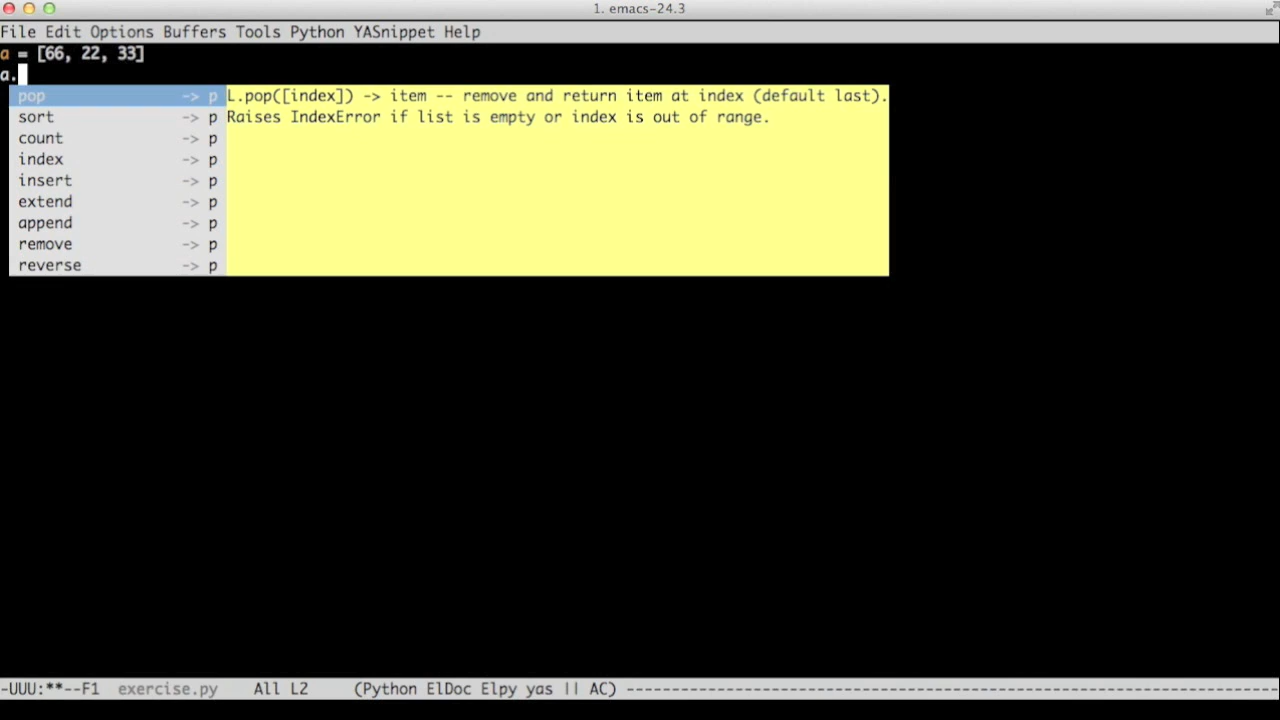 1. emacs-24.3
File Edit Options Buffers Tools Python YASnippet Help
a = [66, 22, 33]
a.
pop -> p L.pop([index]) -> item -- remove and return item at index (default last).
sort -> p Raises IndexError if list is empty or index is out of range.
count -> p
index -> p
insert -> p
extend -> p
append -> p
remove -> p
reverse -> p
-UUU:**--F1 exercise.py All L2 (Python ElDoc Elpy yas || AC) --------------------------------------------------------------------------